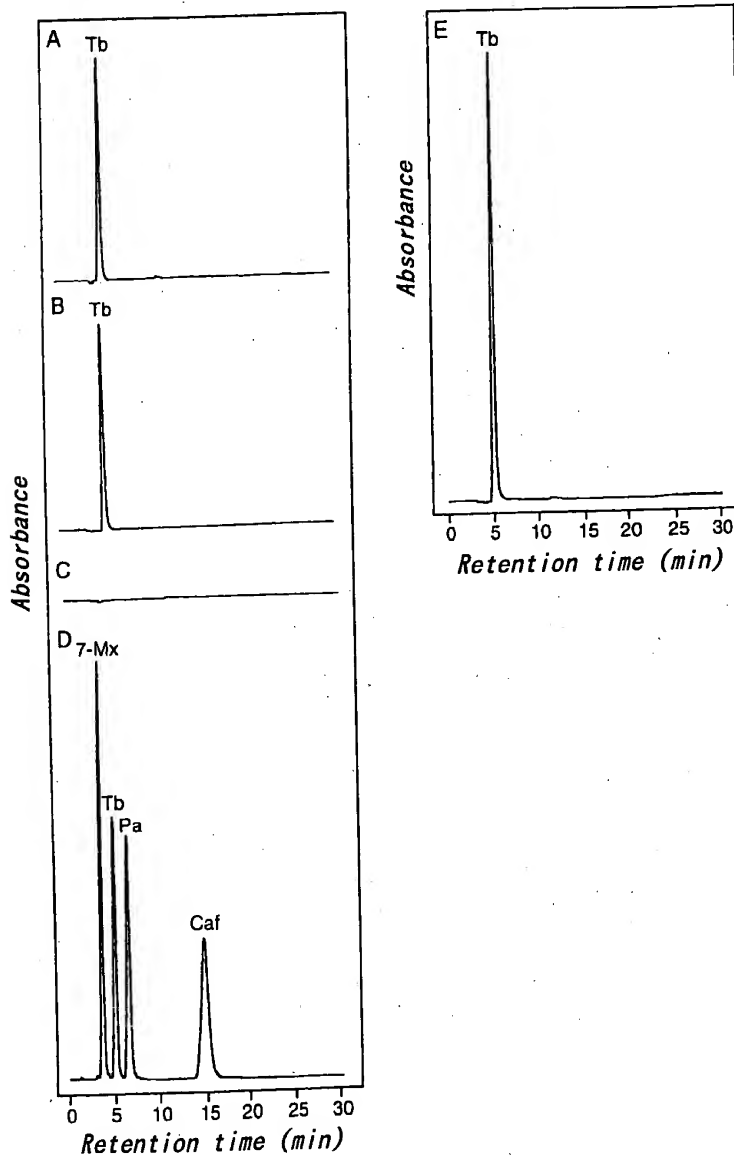 A
Tb
B
Tb
C
D
7-Mx
Tb
Pa
Caf
0 5 10 15 20 25 30
Retention time (min)
Absorbance
E
Tb
0 5 10 15 20 25 30
Retention time (min)
Absorbance